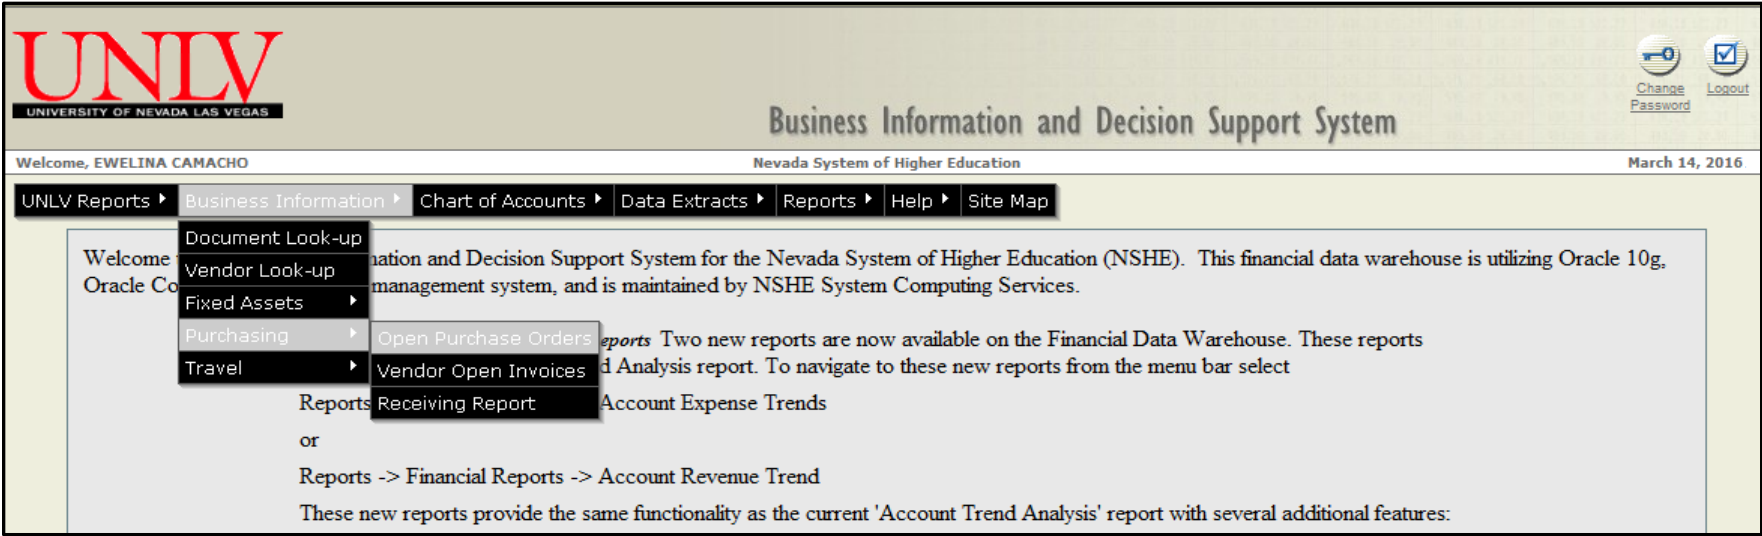 UNLV
UNIVERSITY OF NEVADA LAS VEGAS
Change
Password
Logout
Business Information and Decision Support System
Welcome, EWELINA CAMACHO
Nevada System of Higher Education
March 14, 2016
UNLV Reports Business Information Chart of Accounts Data Extracts Reports Help Site Map
Document Look-up
Vendor Look-up
Fixed Assets
Purchasing
Travel
Open Purchase Orders
Vendor Open Invoices
Receiving Report
Welcome ation and Decision Support System for the Nevada System of Higher Education (NSHE). This financial data warehouse is utilizing Oracle 10g,
Oracle Co management system, and is maintained by NSHE System Computing Services.
eports Two new reports are now available on the Financial Data Warehouse. These reports
d Analysis report. To navigate to these new reports from the menu bar select
Reports Account Expense Trends
or
Reports -> Financial Reports -> Account Revenue Trend
These new reports provide the same functionality as the current 'Account Trend Analysis' report with several additional features: